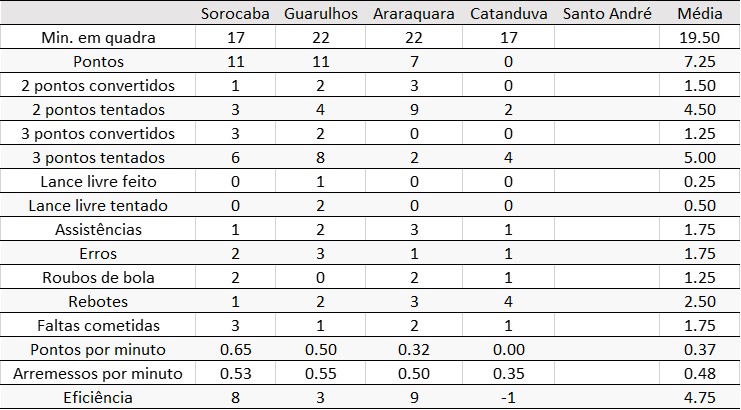 Sorocaba Guarulhos Araraquara Catanduva Santo André Média
Min. em quadra 17 22 22 17 19.50
Pontos 11 11 7 0 7.25
2 pontos convertidos 1 2 3 0 1.50
2 pontos tentados 3 4 9 2 4.50
3 pontos convertidos 3 2 0 0 1.25
3 pontos tentados 6 8 2 4 5.00
Lance livre feito 0 1 0 0 0.25
Lance livre tentado 0 2 0 0 0.50
Assistências 1 2 3 1 1.75
Erros 2 3 1 1 1.75
Roubos de bola 2 0 2 1 1.25
Rebotes 1 2 3 4 2.50
Faltas cometidas 3 1 2 1 1.75
Pontos por minuto 0.65 0.50 0.32 0.00 0.37
Arremessos por minuto 0.53 0.55 0.50 0.35 0.48
Eficiência 8 3 9 -1 4.75